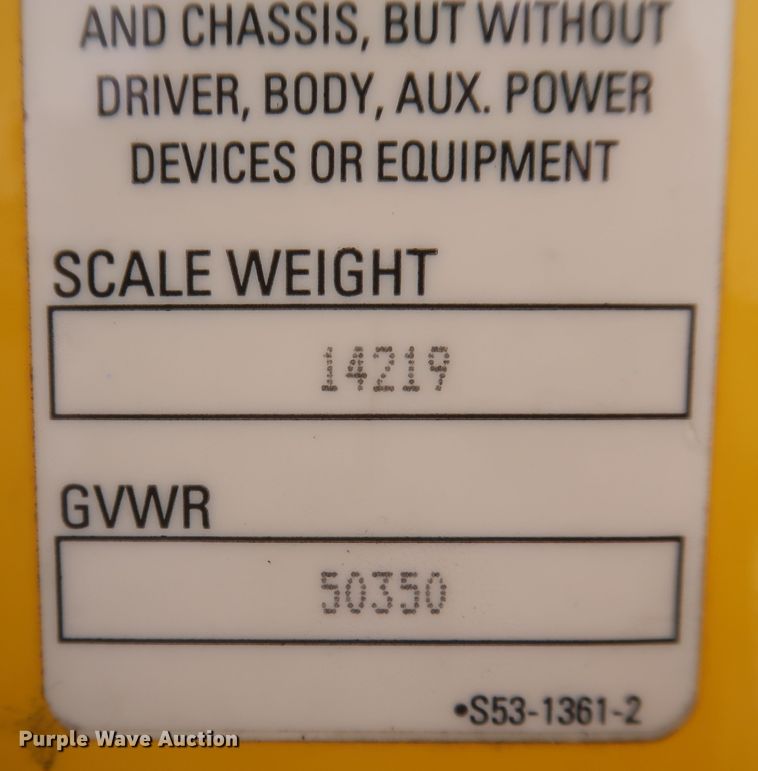 AND CHASSIS, BUT WITHOUT
DRIVER, BODY, AUX. POWER
DEVICES OR EQUIPMENT
SCALE WEIGHT
14219
GVWR
50350
•S53-1361-2
Purple Wave Auction